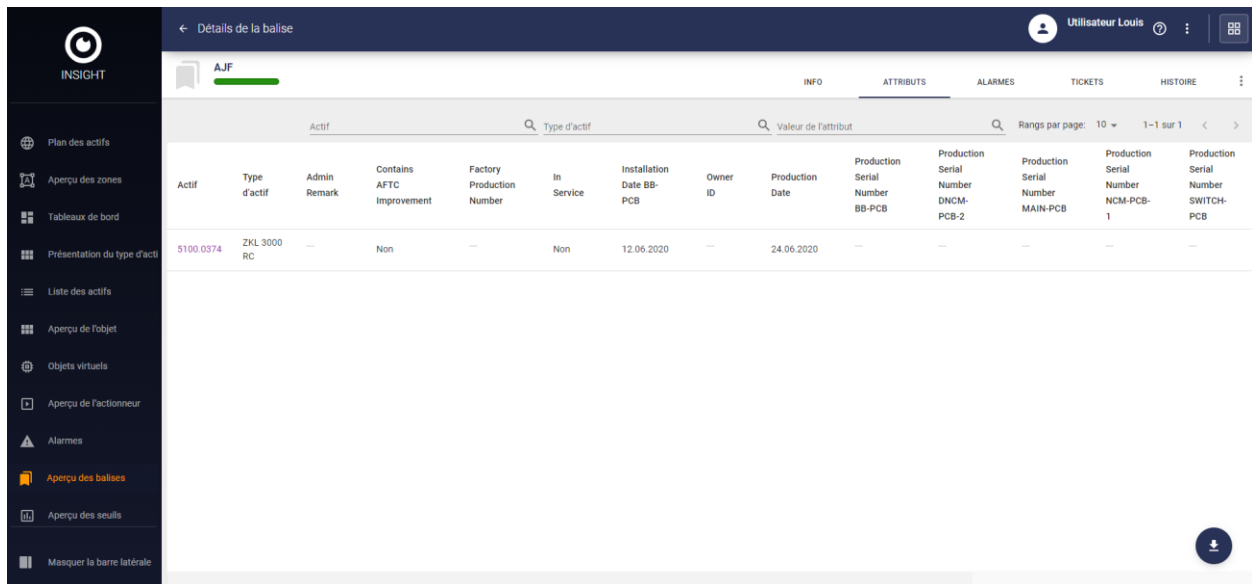 INSIGHT
Plan des actifs
Aperçu des zones
Tableaux de bord
Présentation du type d'acti
Liste des actifs
Aperçu de l'objet
Objets virtuels
Aperçu de l'actionneur
Alarmes
Aperçu des balises
Aperçu des seuils
Masquer la barre latérale
← Détails de la balise
Utilisateur Louis
AJF
INFO ATTRIBUTS ALARMES TICKETS HISTOIRE
Actif Type d'actif Valeur de l'attribut Rangs par page: 10 1–1 sur 1 < >
Actif
Type
d'actif
Admin
Remark
Contains
AFTC
Improvement
Factory
Production
Number
In
Service
Installation
Date BB-
PCB
Owner
ID
Production
Date
Production
Serial
Number
BB-PCB
Production
Serial
Number
DNCM-
PCB-2
Production
Serial
Number
MAIN-PCB
Production
Serial
Number
NCM-PCB-
1
Production
Serial
Number
SWITCH-
PCB
5100.0374
ZKL 3000
RC
—
Non
—
Non
12.06.2020
—
24.06.2020
—
—
—
—
—